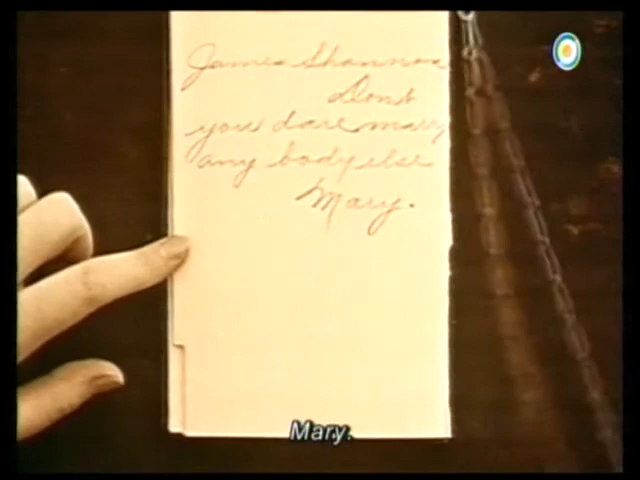 James Shannon
Dont
you dare marry
any body else
Mary.
Mary.